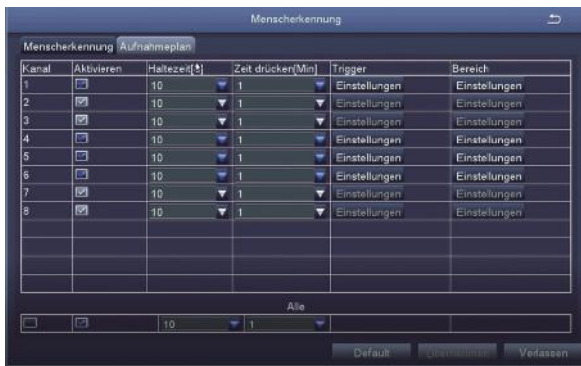 Menscherkennung
Menscherkennung Aufnahmeplan
Kanal Aktivieren Haltezeit[s] Zeit drücken[Min] Trigger Bereich
1 10 1 Einstellungen Einstellungen
2 10 1 Einstellungen Einstellungen
3 10 1 Einstellungen Einstellungen
4 10 1 Einstellungen Einstellungen
5 10 1 Einstellungen Einstellungen
6 10 1 Einstellungen Einstellungen
7 10 1 Einstellungen Einstellungen
8 10 1 Einstellungen Einstellungen
Alle
10 1
Default Übernehmen Verlassen